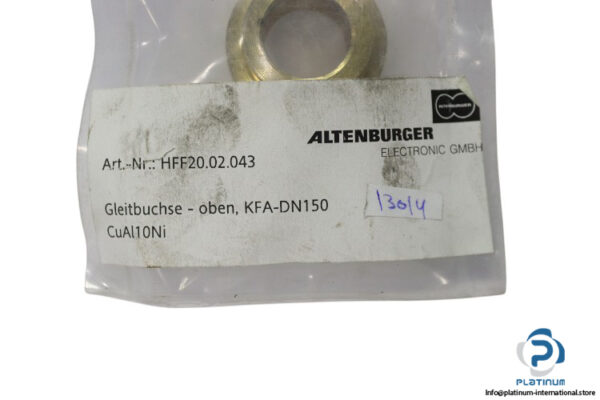 ALTENBURGER
ALTENBURGER
ELECTRONIC GMBH
Art.-Nr.: HFF20.02.043
Gleitbuchse - oben, KFA-DN150
CuAl10Ni
130/4
PLATINUM
Info@platinum-international.store